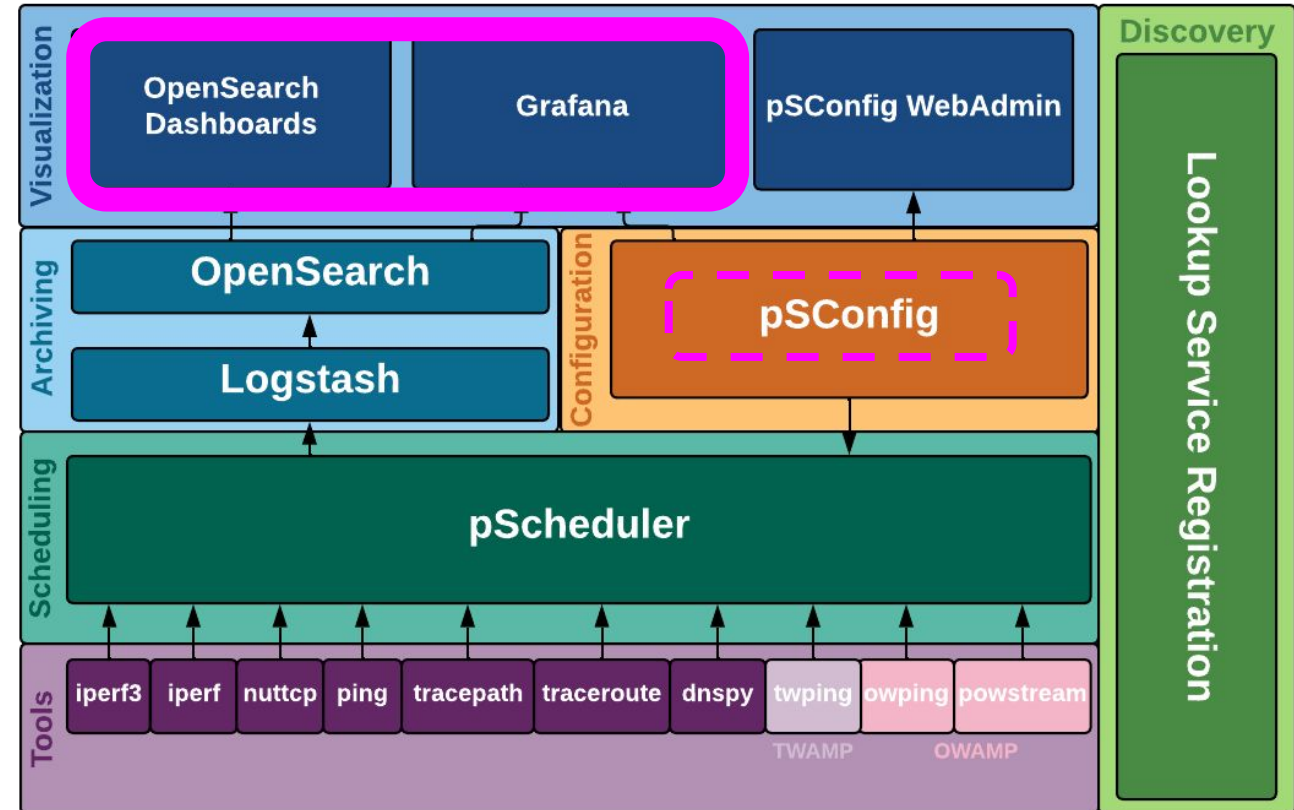 Visualization
OpenSearch
Dashboards
Grafana
pSConfig WebAdmin
Discovery
Lookup Service Registration
Archiving
OpenSearch
Logstash
Configuration
pSConfig
Scheduling
pScheduler
Tools
iperf3
iperf
nuttcp
ping
tracepath
traceroute
dnspy
twping
owping
powstream
TWAMP
OWAMP